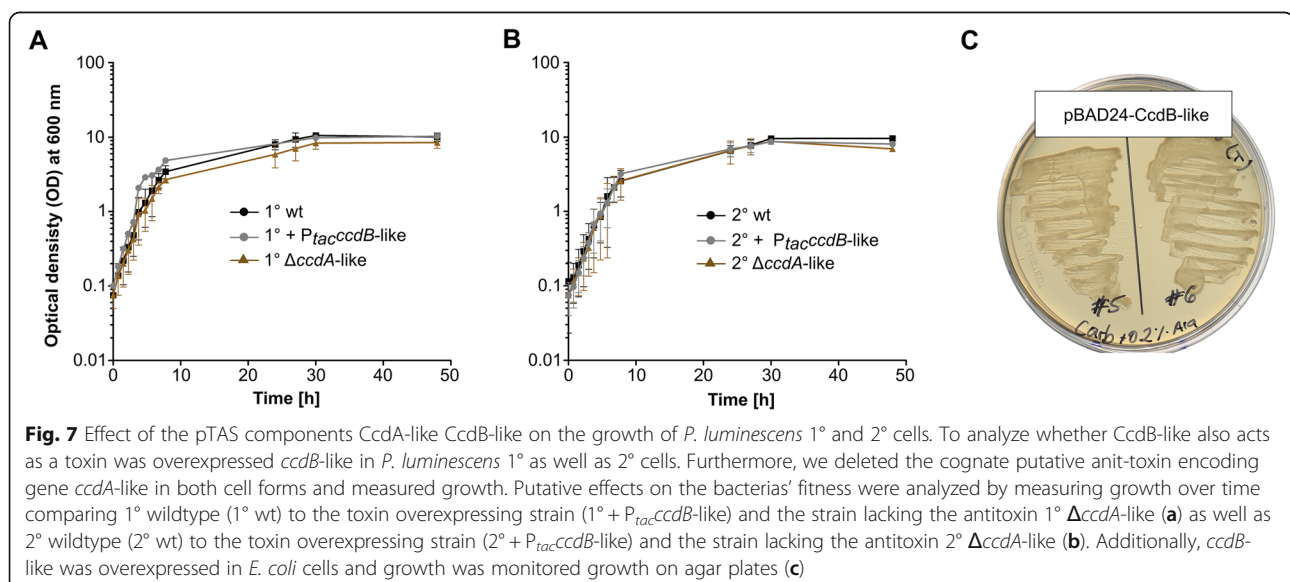 A
B
C
Optical densisty (OD) at 600 nm
100
10
1
0.1
0.01
0
10
20
30
40
50
Time [h]
1° wt
1° + PtacccdB-like
1° ΔccdA-like
100
10
1
0.1
0.01
0
10
20
30
40
50
Time [h]
2° wt
2° + PtacccdB-like
2° ΔccdA-like
pBAD24-CcdB-like
#5
#6
Carb +0.2% Ara
Fig. 7 Effect of the pTAS components CcdA-like CcdB-like on the growth of P. luminescens 1° and 2° cells. To analyze whether CcdB-like also acts
as a toxin was overexpressed ccdB-like in P. luminescens 1° as well as 2° cells. Furthermore, we deleted the cognate putative anit-toxin encoding
gene ccdA-like in both cell forms and measured growth. Putative effects on the bacterias' fitness were analyzed by measuring growth over time
comparing 1° wildtype (1° wt) to the toxin overexpressing strain (1° + PtacccdB-like) and the strain lacking the antitoxin 1° ΔccdA-like (a) as well as
2° wildtype (2° wt) to the toxin overexpressing strain (2° + PtacccdB-like) and the strain lacking the antitoxin 2° ΔccdA-like (b). Additionally, ccdB-
like was overexpressed in E. coli cells and growth was monitored growth on agar plates (c)